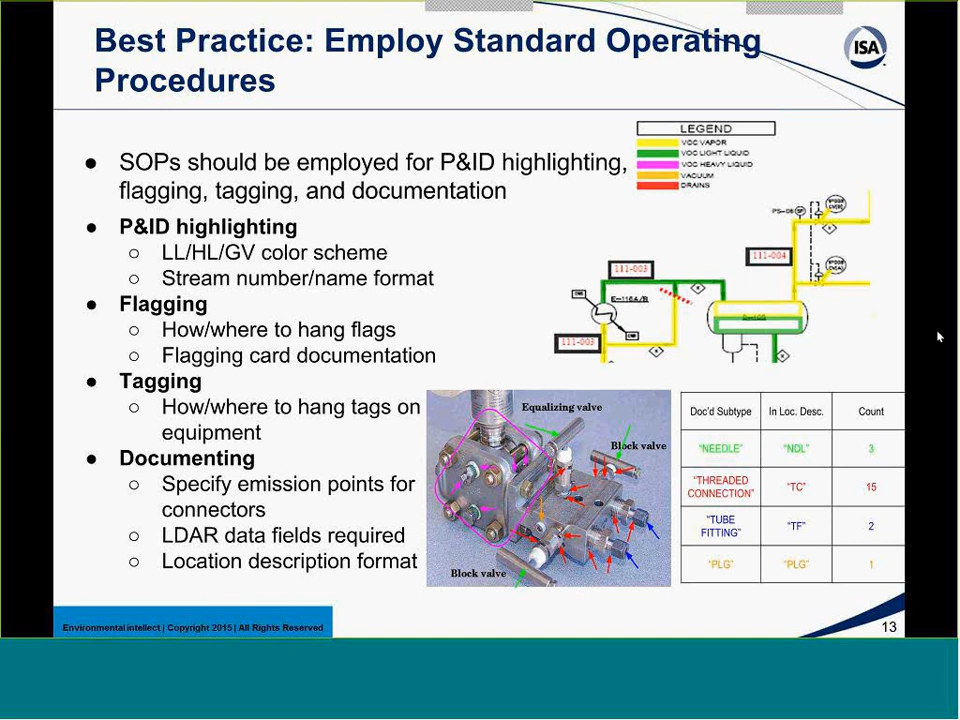 Best Practice: Employ Standard Operating
Procedures
ISA
● SOPs should be employed for P&ID highlighting,
flagging, tagging, and documentation
● P&ID highlighting
○ LL/HL/GV color scheme
○ Stream number/name format
● Flagging
○ How/where to hang flags
○ Flagging card documentation
● Tagging
○ How/where to hang tags on
equipment
● Documenting
○ Specify emission points for
connectors
○ LDAR data fields required
○ Location description format
LEGEND
VOC VAPOR
VOC LIGHT LIQUID
VOC HEAVY LIQUID
VACUUM
DRAINS
111-004
111-003
E-116A/B
111-003
Equalizing valve
Block valve
Block valve
Doc'd Subtype In Loc. Desc. Count
"NEEDLE" "NDL" 3
"THREADED
CONNECTION" "TC" 15
"TUBE
FITTING" "TF" 2
"PLG" "PLG" 1
Environmental intellect | Copyright 2015 | All Rights Reserved
13